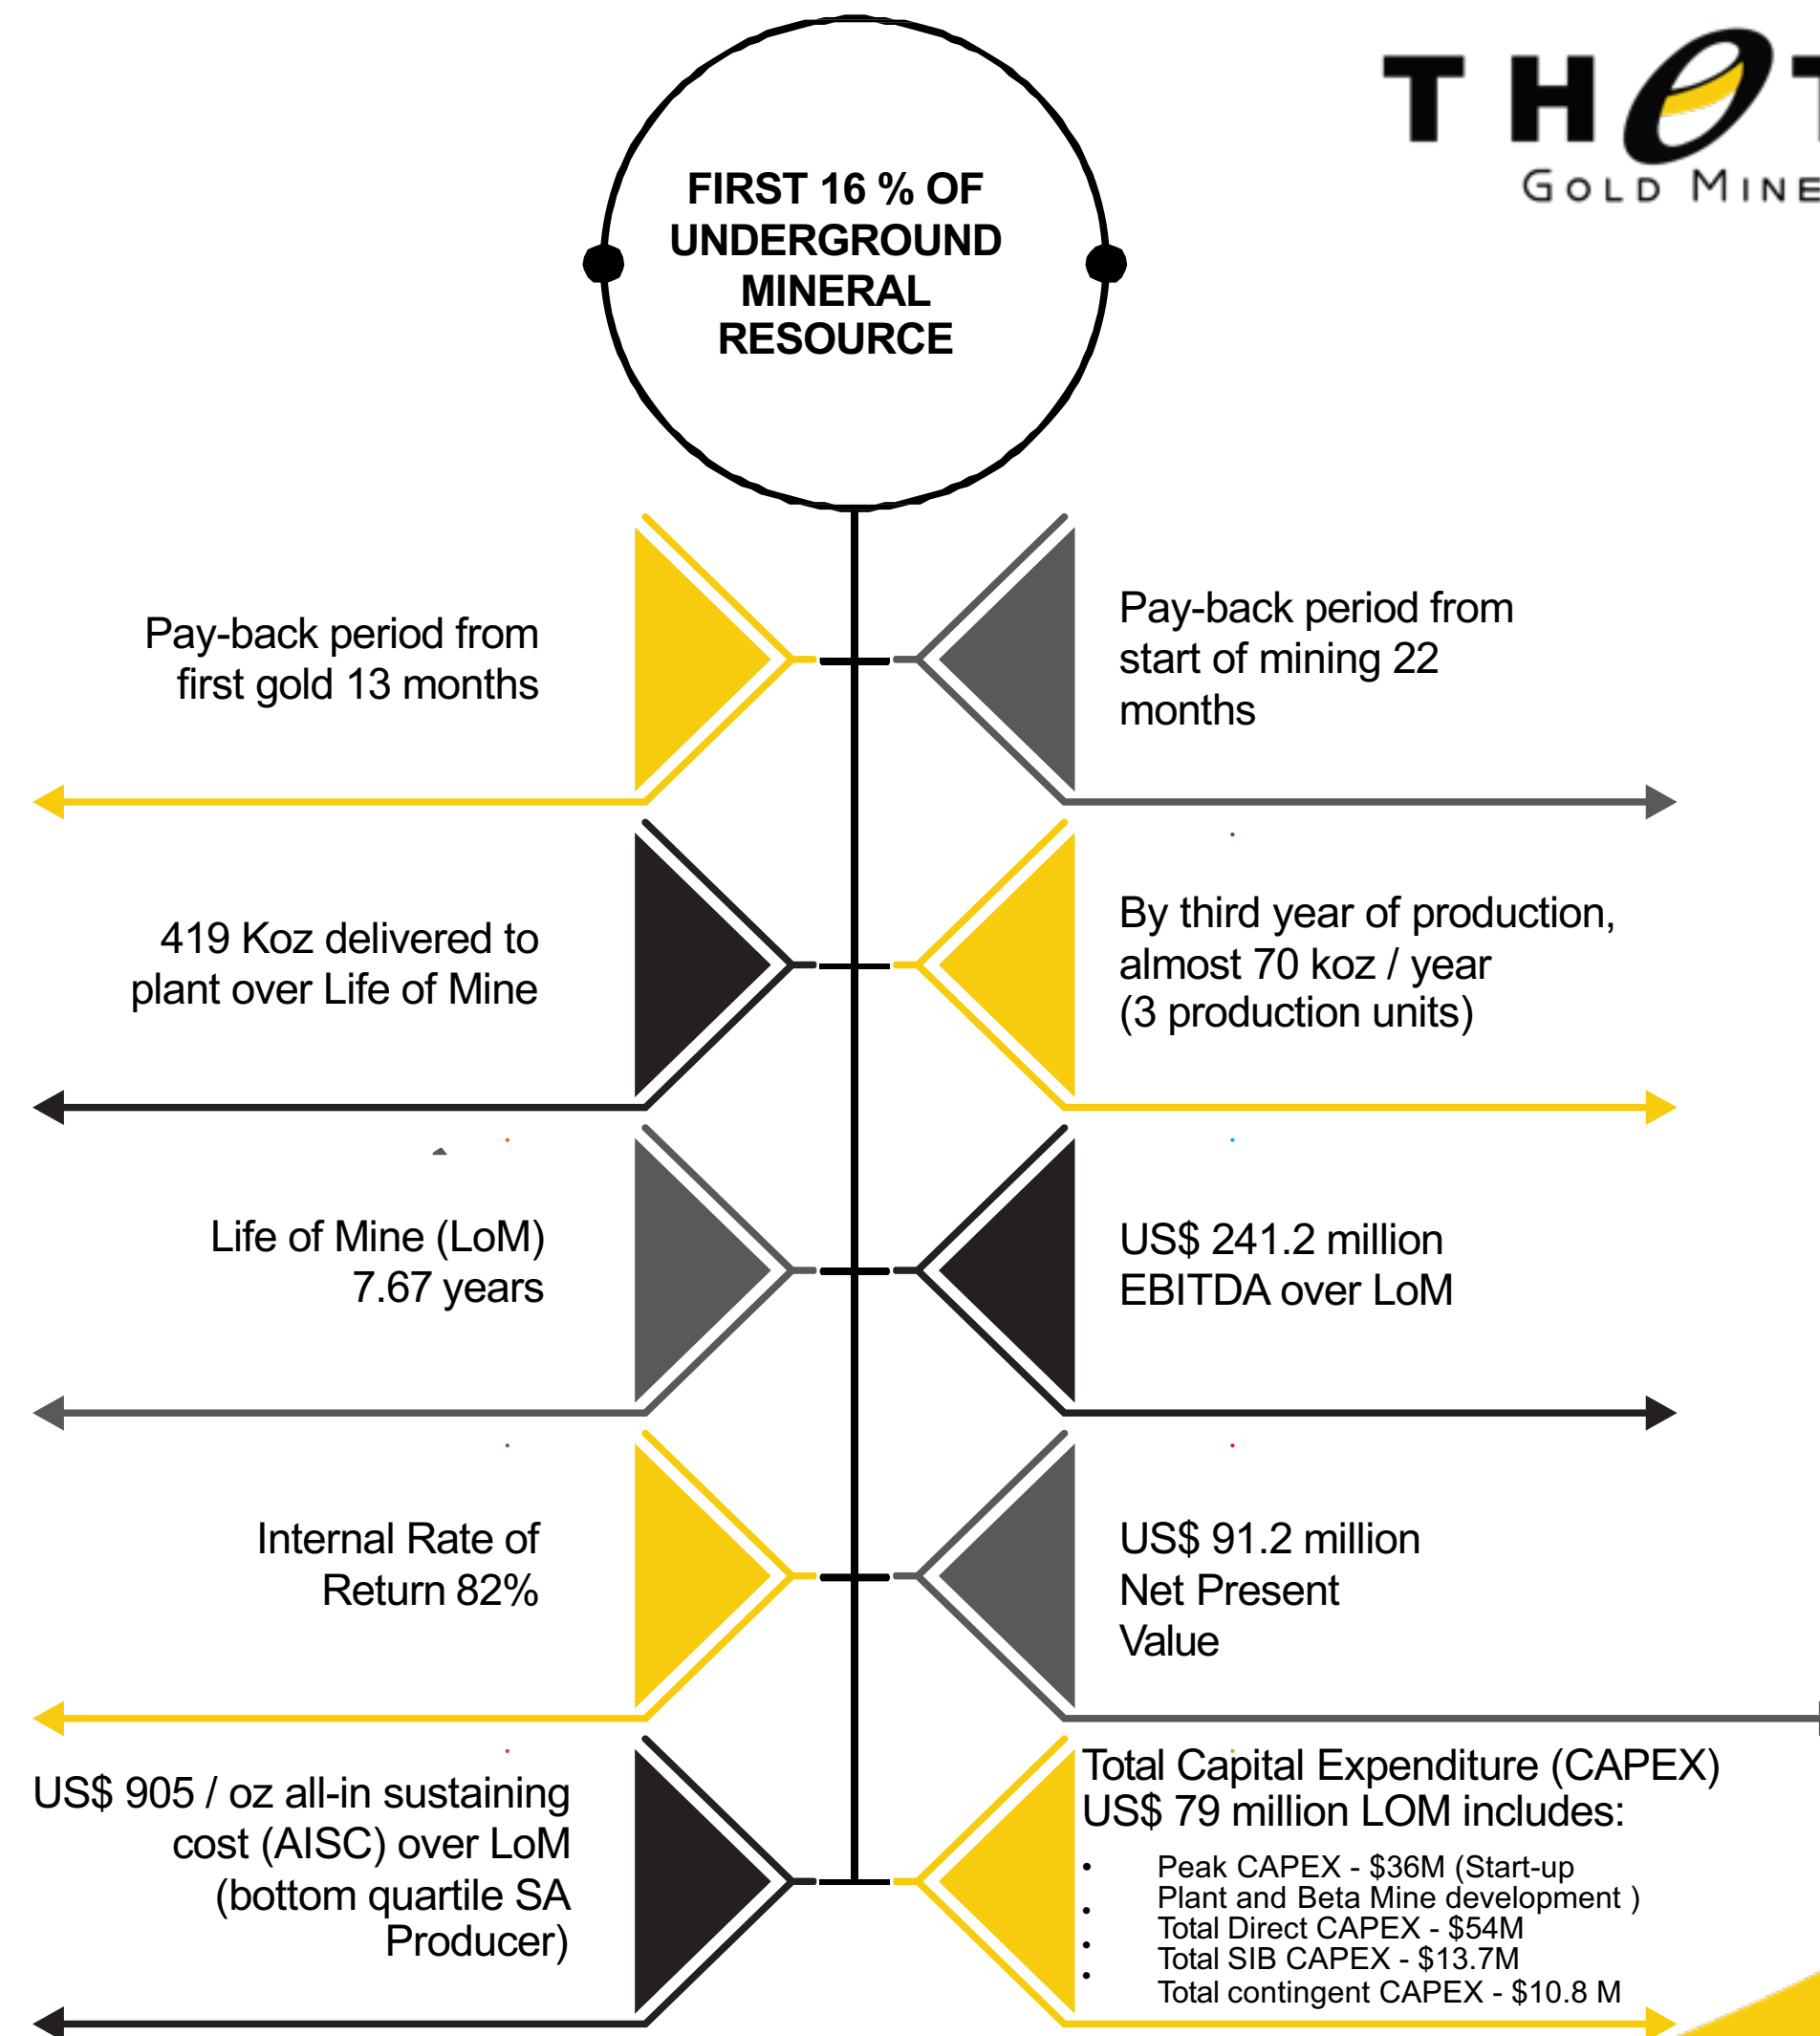 THET
GOLD MINE
FIRST 16 % OF
UNDERGROUND
MINERAL
RESOURCE
Pay-back period from
first gold 13 months
Pay-back period from
start of mining 22
months
419 Koz delivered to
plant over Life of Mine
By third year of production,
almost 70 koz / year
(3 production units)
Life of Mine (LoM)
7.67 years
US$ 241.2 million
EBITDA over LoM
Internal Rate of
Return 82%
US$ 91.2 million
Net Present
Value
US$ 905 / oz all-in sustaining
cost (AISC) over LoM
(bottom quartile SA
Producer)
Total Capital Expenditure (CAPEX)
US$ 79 million LOM includes:
• Peak CAPEX - $36M (Start-up
Plant and Beta Mine development )
• Total Direct CAPEX - $54M
• Total SIB CAPEX - $13.7M
• Total contingent CAPEX - $10.8 M